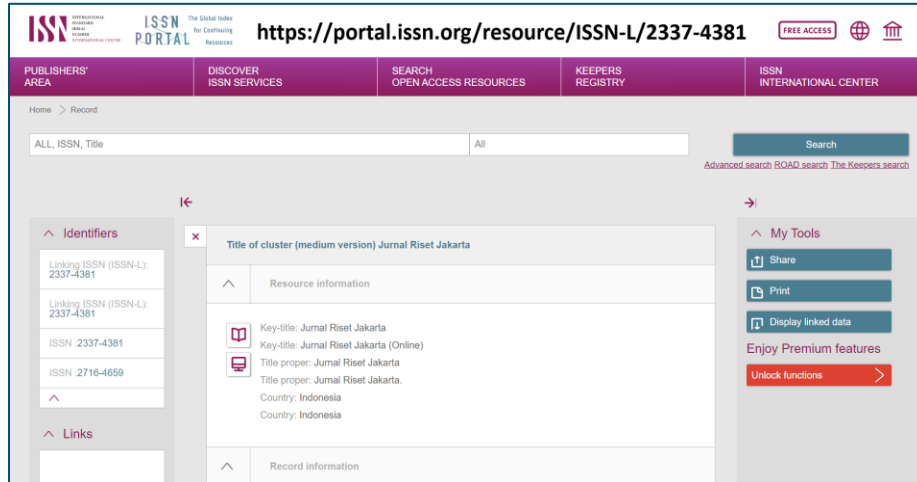 ISSN INTERNATIONAL STANDARD SERIAL NUMBER INTERNATIONAL CENTRE
ISSN PORTAL The Global Index for Continuing Resources
https://portal.issn.org/resource/ISSN-L/2337-4381
FREE ACCESS
PUBLISHERS' AREA
DISCOVER ISSN SERVICES
SEARCH OPEN ACCESS RESOURCES
KEEPERS REGISTRY
ISSN INTERNATIONAL CENTER
Home > Record
ALL, ISSN, Title
All
Search
Advanced search ROAD search The Keepers search
Identifiers
Linking ISSN (ISSN-L):
2337-4381
Linking ISSN (ISSN-L):
2337-4381
ISSN :2337-4381
ISSN :2716-4659
Links
Title of cluster (medium version) Jurnal Riset Jakarta
Resource information
Key-title: Jurnal Riset Jakarta
Key-title: Jurnal Riset Jakarta (Online)
Title proper: Jurnal Riset Jakarta
Title proper: Jurnal Riset Jakarta.
Country: Indonesia
Country: Indonesia
Record information
My Tools
Share
Print
Display linked data
Enjoy Premium features
Unlock functions